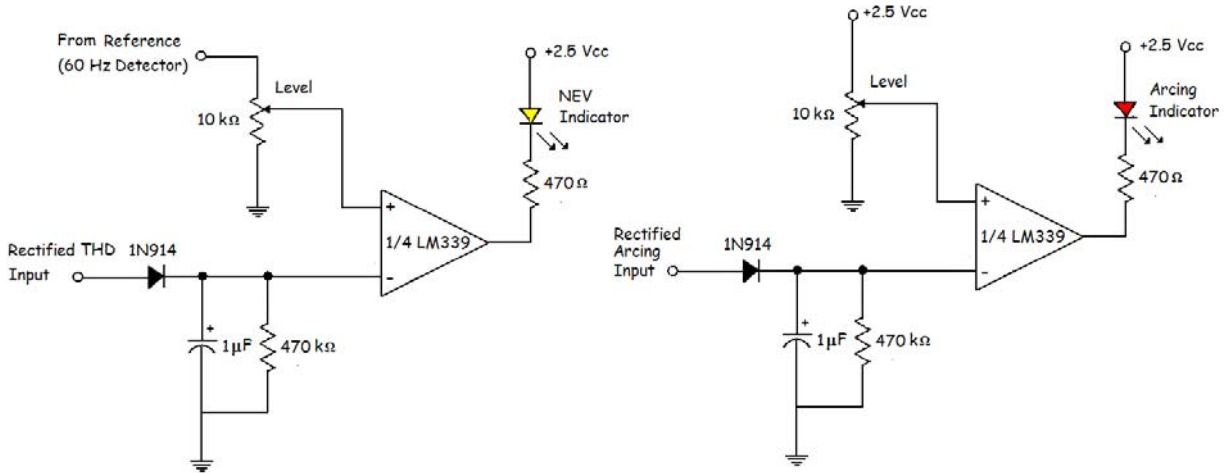 From Reference
(60 Hz Detector)
Level
10 kΩ
+2.5 Vcc
NEV
Indicator
470 Ω
+
1/4 LM339
-
Rectified THD
Input
1N914
+
1µF
470 kΩ
+2.5 Vcc
Level
10 kΩ
+2.5 Vcc
Arcing
Indicator
470 Ω
+
1/4 LM339
-
Rectified
Arcing
Input
1N914
+
1µF
470 kΩ